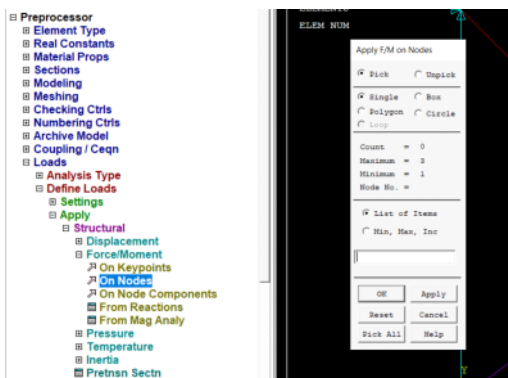 Preprocessor
Element Type
Real Constants
Material Props
Sections
Modeling
Meshing
Checking Ctrls
Numbering Ctrls
Archive Model
Coupling / Ceqn
Loads
Analysis Type
Define Loads
Settings
Apply
Structural
Displacement
Force/Moment
On Keypoints
On Nodes
On Node Components
From Reactions
From Mag Analy
Pressure
Temperature
Inertia
Pretnsn Sectn
ELEMENTS
ELEM NUM
Apply F/M on Nodes
Pick Unpick
Single Box
Polygon Circle
Loop
Count = 0
Maximum = 3
Minimum = 1
Node No. =
List of Items
Min, Max, Inc
OK Apply
Reset Cancel
Pick All Help
Y